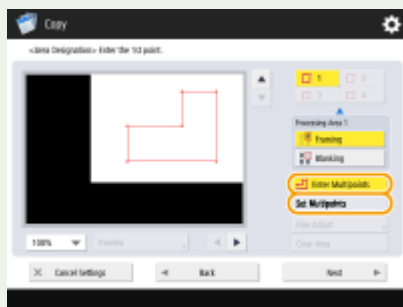 Copy
<Area Designation> Enter the 1st point.
1
2
3
4
Processing Area 1
Framing
Blanking
Enter Multipoints
Set Multipoints
Fine Adjust
Clear Area
100%
Preview
Cancel Settings
Back
Next